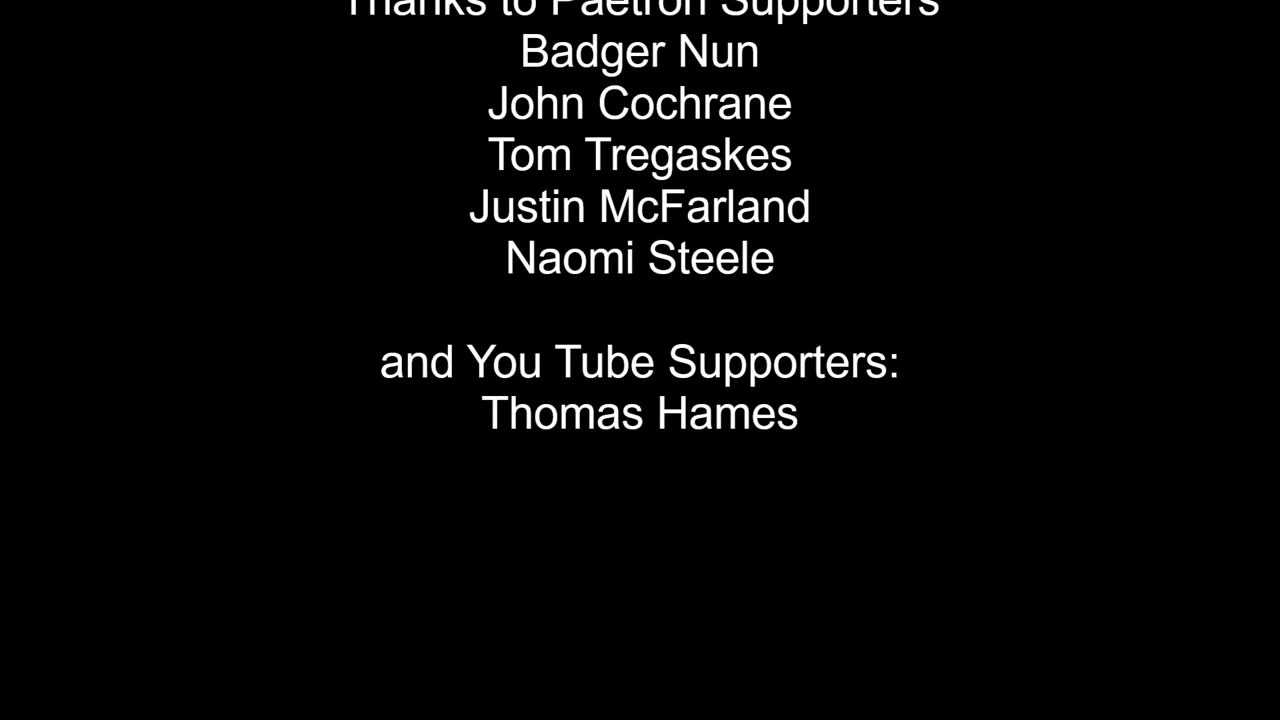 Thanks to Paetron Supporters
Badger Nun
John Cochrane
Tom Tregaskes
Justin McFarland
Naomi Steele
and You Tube Supporters:
Thomas Hames